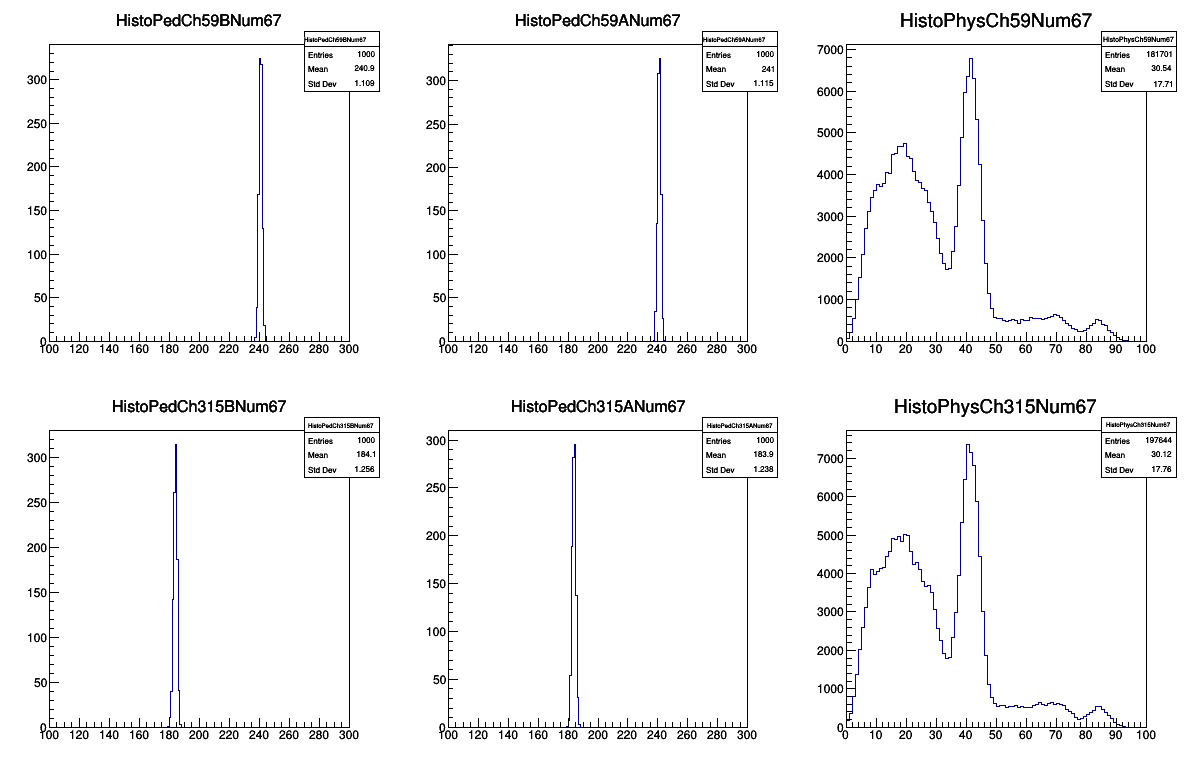 HistoPedCh59BNum67
HistoPedCh59BNum67
Entries 1000
Mean 240.9
Std Dev 1.109
300
250
200
150
100
50
0
100 120 140 160 180 200 220 240 260 280 300
HistoPedCh59ANum67
HistoPedCh59ANum67
Entries 1000
Mean 241
Std Dev 1.115
300
250
200
150
100
50
0
100 120 140 160 180 200 220 240 260 280 300
HistoPhysCh59Num67
HistoPhysCh59Num67
Entries 181701
Mean 30.54
Std Dev 17.71
7000
6000
5000
4000
3000
2000
1000
0
0 10 20 30 40 50 60 70 80 90 100
HistoPedCh315BNum67
HistoPedCh315BNum67
Entries 1000
Mean 184.1
Std Dev 1.256
300
250
200
150
100
50
0
100 120 140 160 180 200 220 240 260 280 300
HistoPedCh315ANum67
HistoPedCh315ANum67
Entries 1000
Mean 183.9
Std Dev 1.238
300
250
200
150
100
50
0
100 120 140 160 180 200 220 240 260 280 300
HistoPhysCh315Num67
HistoPhysCh315Num67
Entries 197644
Mean 30.12
Std Dev 17.76
7000
6000
5000
4000
3000
2000
1000
0
0 10 20 30 40 50 60 70 80 90 100